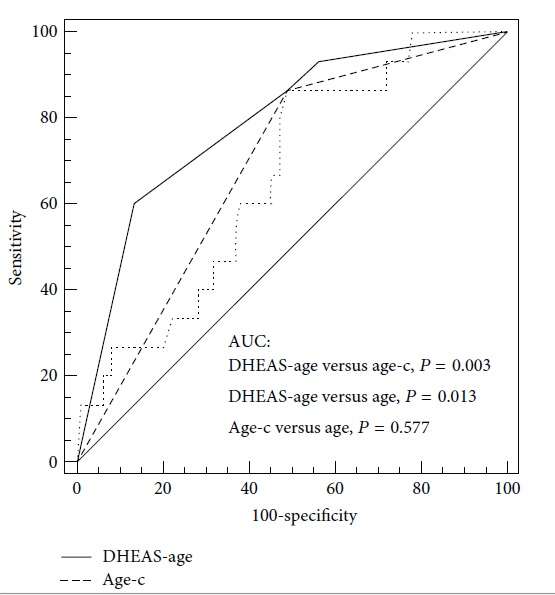 100
80
60
40
20
0
Sensitivity
AUC:
DHEAS-age versus age-c, P = 0.003
DHEAS-age versus age, P = 0.013
Age-c versus age, P = 0.577
0 20 40 60 80 100
100-specificity
DHEAS-age
Age-c